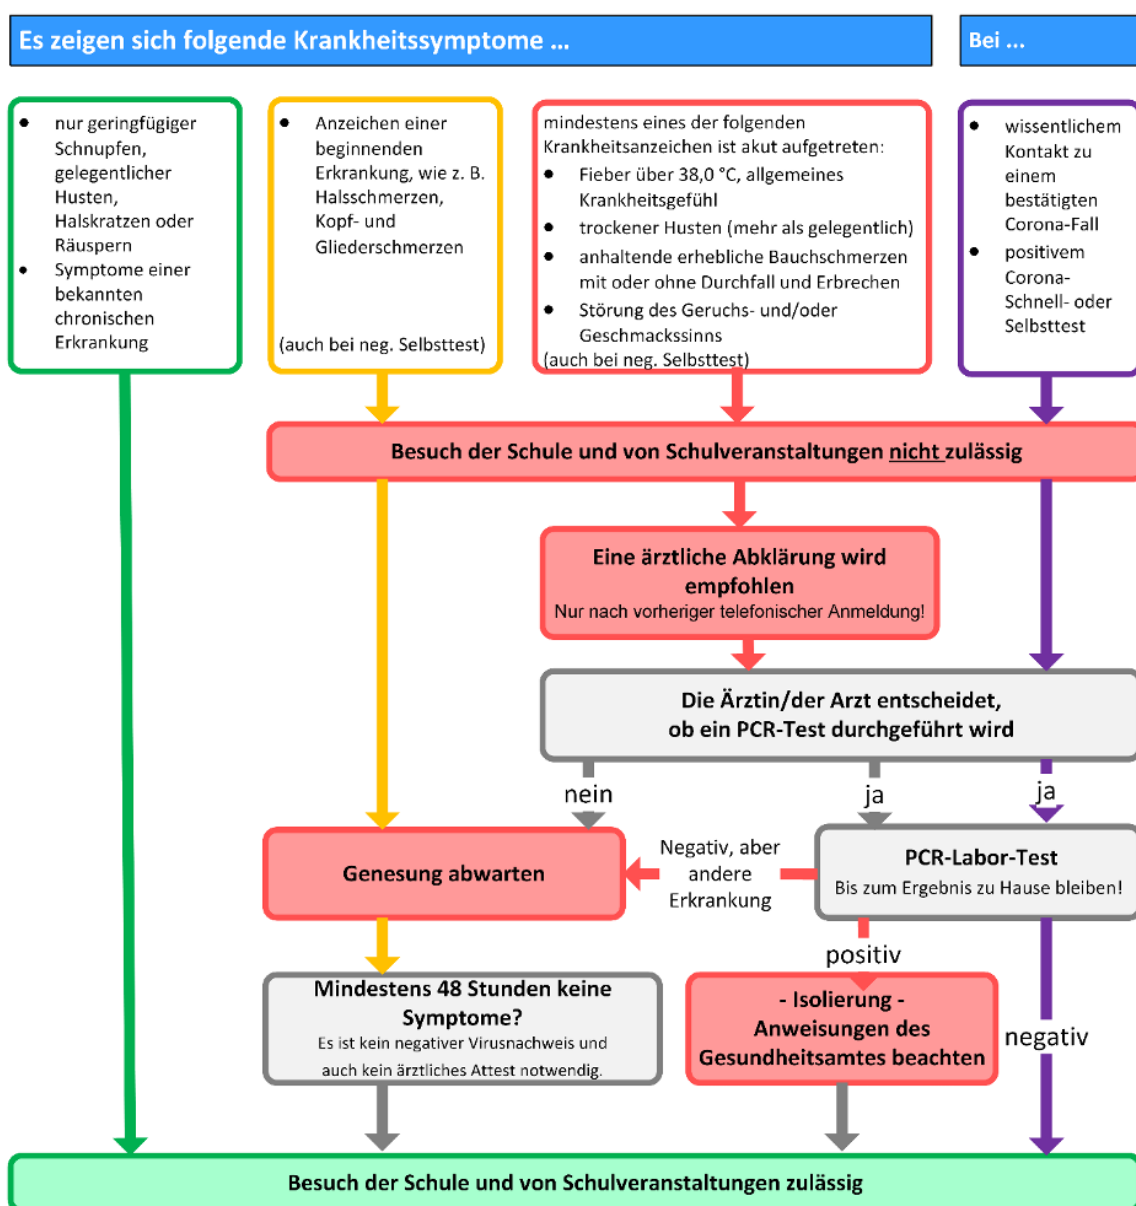 Es zeigen sich folgende Krankheitssymptome ...
Bei ...
● nur geringfügiger
Schnupfen,
gelegentlicher
Husten,
Halskratzen oder
Räuspern
● Symptome einer
bekannten
chronischen
Erkrankung
● Anzeichen einer
beginnenden
Erkrankung, wie z. B.
Halsschmerzen,
Kopf- und
Gliederschmerzen
(auch bei neg. Selbsttest)
mindestens eines der folgenden
Krankheitsanzeichen ist akut aufgetreten:
● Fieber über 38,0 °C, allgemeines
Krankheitsgefühl
● trockener Husten (mehr als gelegentlich)
● anhaltende erhebliche Bauchschmerzen
mit oder ohne Durchfall und Erbrechen
● Störung des Geruchs- und/oder
Geschmackssinns
(auch bei neg. Selbsttest)
● wissentlichem
Kontakt zu
einem
bestätigten
Corona-Fall
● positivem
Corona-
Schnell- oder
Selbsttest
Besuch der Schule und von Schulveranstaltungen nicht zulässig
Eine ärztliche Abklärung wird
empfohlen
Nur nach vorheriger telefonischer Anmeldung!
Die Ärztin/der Arzt entscheidet,
ob ein PCR-Test durchgeführt wird
nein
ja
ja
Genesung abwarten
Negativ, aber
andere
Erkrankung
PCR-Labor-Test
Bis zum Ergebnis zu Hause bleiben!
positiv
Mindestens 48 Stunden keine
Symptome?
Es ist kein negativer Virusnachweis und
auch kein ärztliches Attest notwendig.
- Isolierung -
Anweisungen des
Gesundheitsamtes beachten
negativ
Besuch der Schule und von Schulveranstaltungen zulässig